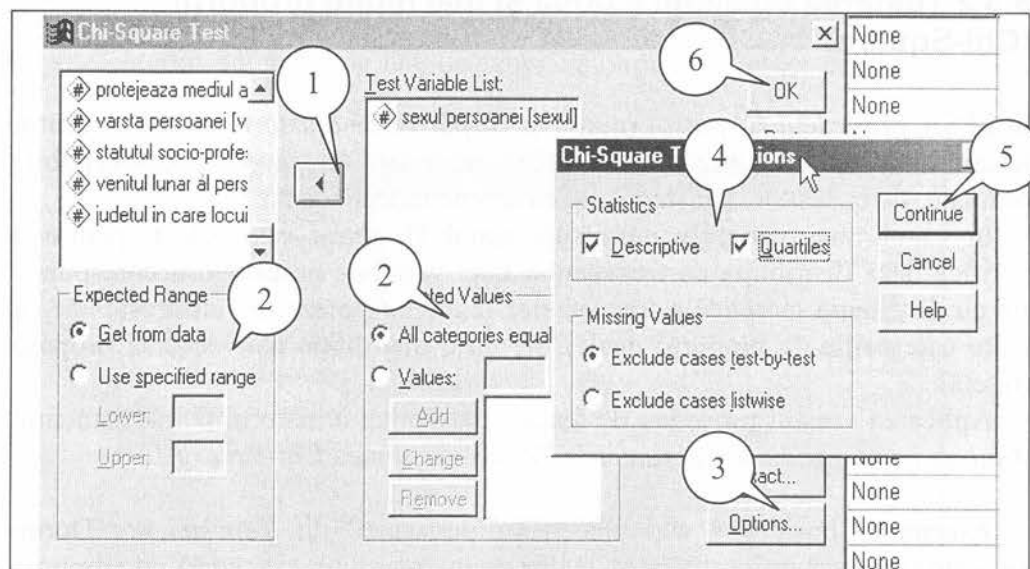 Chi-Square Test
protejeaza mediul a
varsta persoanei [v
statutul socio-profe:
venitul lunar al pers
judetul in care locui
1
Test Variable List:
sexul persoanei [sexul]
6
OK
None
None
None
Expected Range
2
Get from data
Use specified range
Lower:
Upper:
2
ted Values
All categories equal
Values:
Add
Change
Remove
Chi-Square T
4
ions
Statistics
Descriptive
Quartiles
Missing Values
Exclude cases test-by-test
Exclude cases listwise
5
Continue
Cancel
Help
3
act...
Options...
None
None
None
None